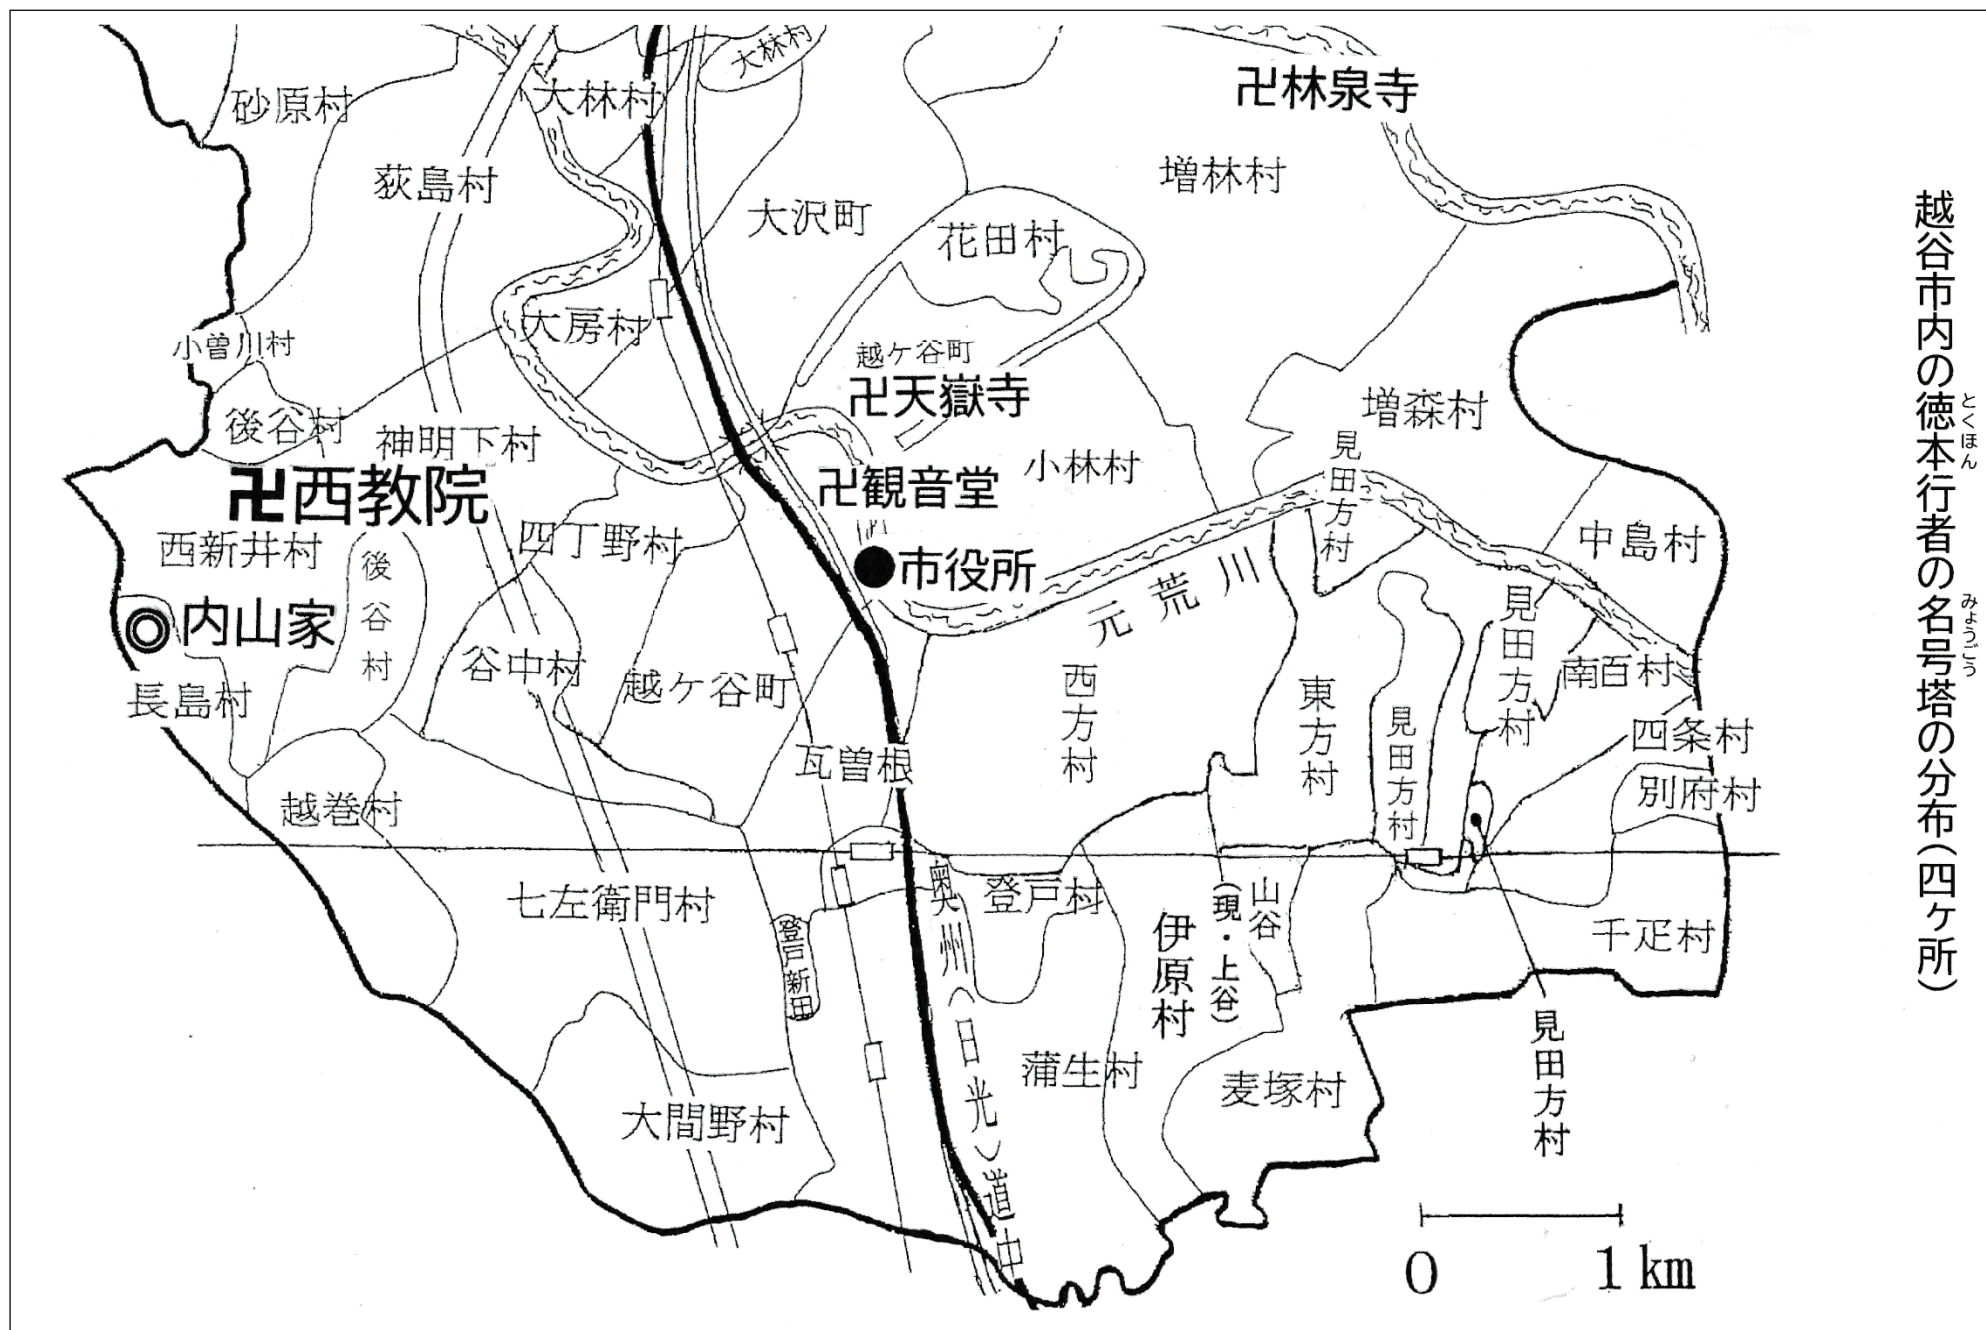 越谷市内の徳本行者の名号塔の分布(四ヶ所)
とくほん
みょうごう
大林村
卍林泉寺
砂原村
大林村
荻島村
増林村
大沢町
花田村
大房村
小曽川村
越ケ谷町
卍天嶽寺
増森村
後谷村
神明下村
見田方村
小林村
卍西教院
卍観音堂
西新井村
四丁野村
中島村
後谷村
市役所
元荒川
見田方村
内山家
谷中村
越ケ谷町
西方村
東方村
南百村
長島村
見田方村
四条村
瓦曽根
別府村
越巻村
七左衛門村
奥州(日光)道中
登戸村
山谷
(現・上谷)
伊原村
登戸新田
千疋村
見田方村
蒲生村
麦塚村
大間野村
0 1km